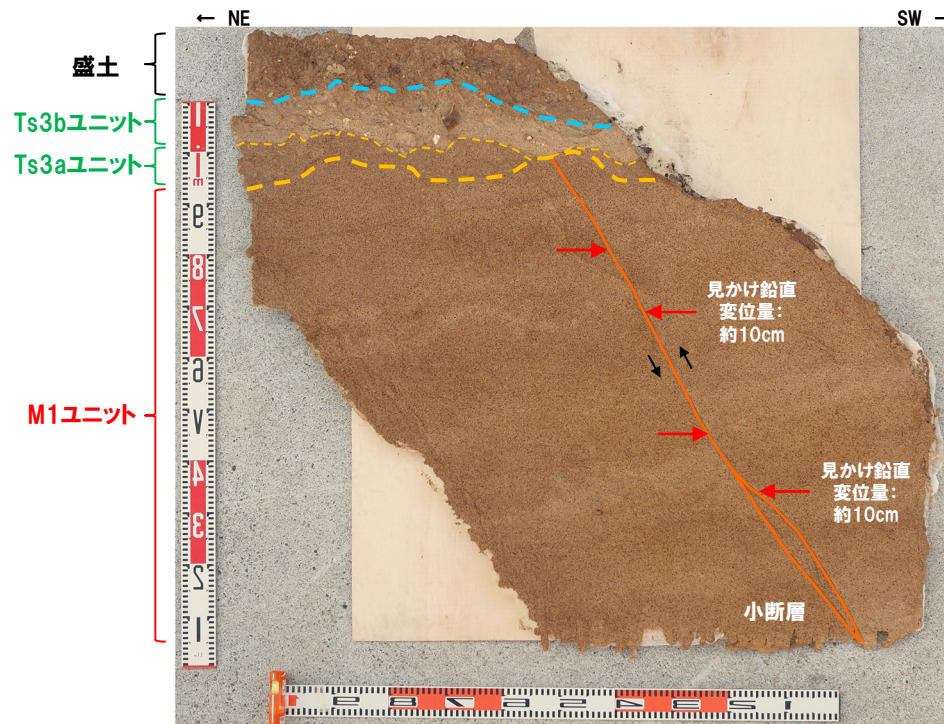 ← NE
SW →
盛土
Ts3bユニット
Ts3aユニット
M1ユニット
見かけ鉛直
変位量：
約10cm
見かけ鉛直
変位量：
約10cm
小断層